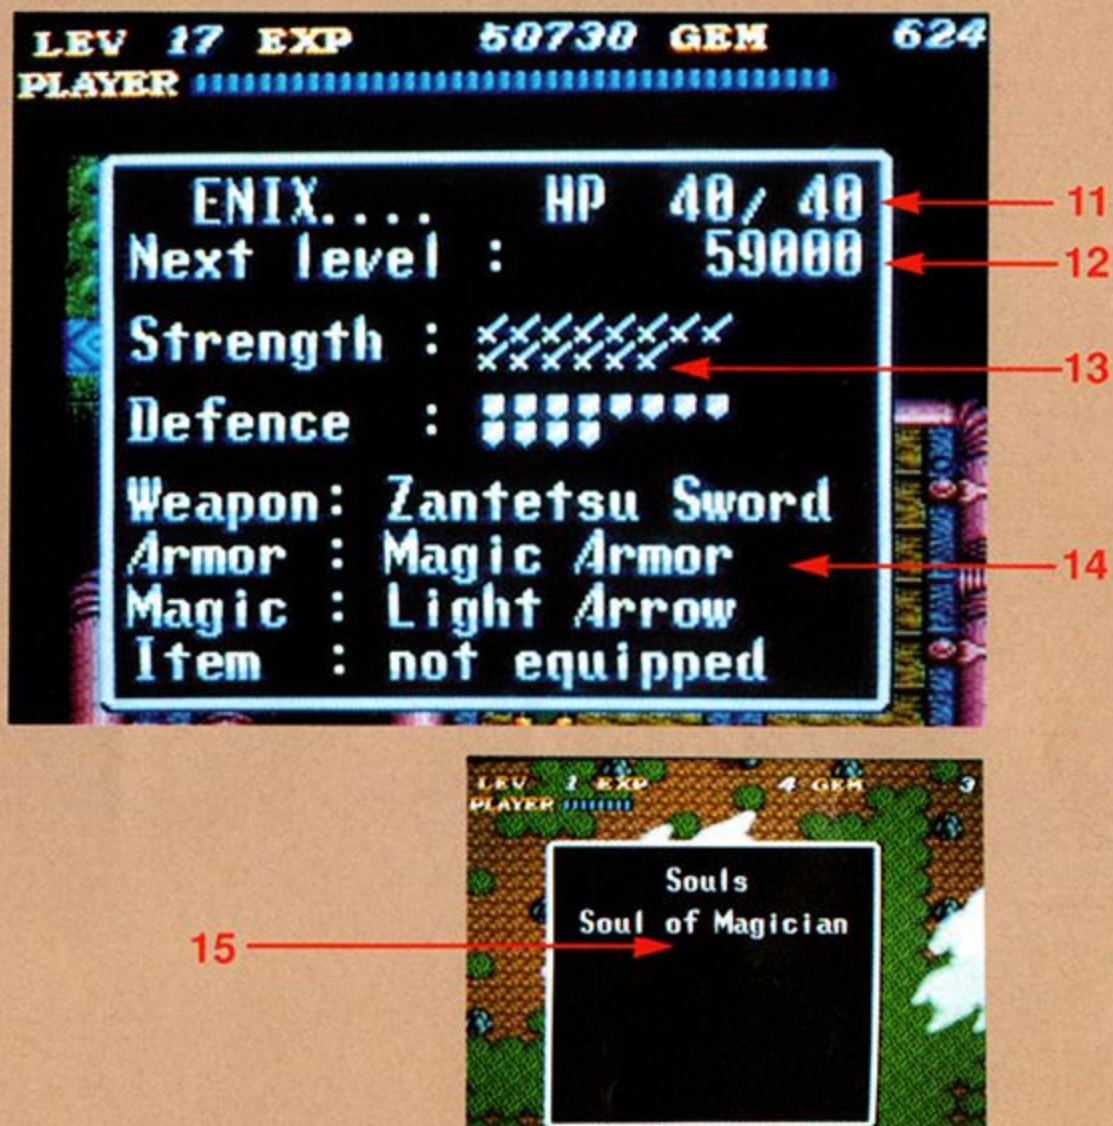 LEV 17 EXP 50730 GEM 624
PLAYER
ENIX.... HP 40/ 40
11
Next level : 59000
12
Strength :
13
Defence :
Weapon: Zantetsu Sword
Armor : Magic Armor
14
Magic : Light Arrow
Item : not equipped
LEV 1 EXP 4 GEM 3
PLAYER
Souls
Soul of Magician
15